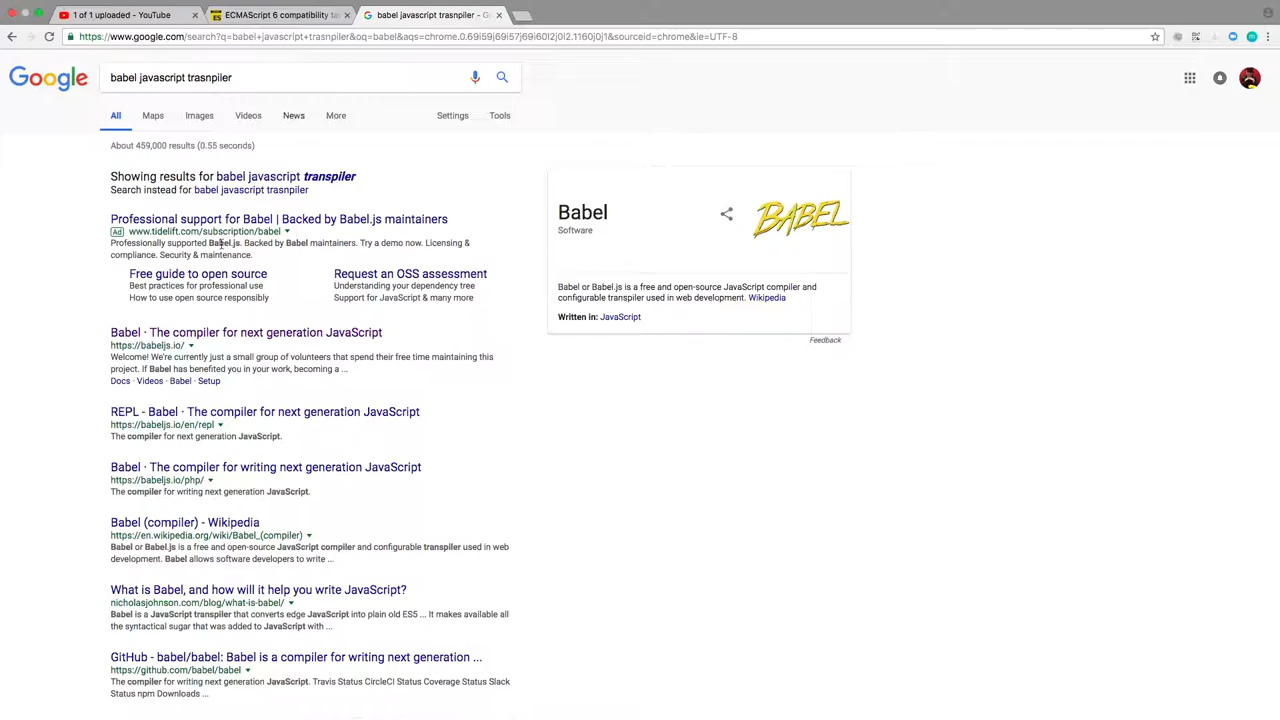 1 of 1 uploaded - YouTube
ECMAScript 6 compatibility ta
babel javascript trasnpiler - G
https://www.google.com/search?q=babel+javascript+trasnpiler&oq=babel&aqs=chrome.0.69i59j69i57j69i60l2j0l2.1160j0j1&sourceid=chrome&ie=UTF-8
Google
babel javascript trasnpiler
All Maps Images Videos News More Settings Tools
About 459,000 results (0.55 seconds)
Showing results for babel javascript transpiler
Search instead for babel javascript trasnpiler
Professional support for Babel | Backed by Babel.js maintainers
Ad www.tidelift.com/subscription/babel
Professionally supported Babel.js. Backed by Babel maintainers. Try a demo now. Licensing &
compliance. Security & maintenance.
Free guide to open source
Best practices for professional use
How to use open source responsibly
Request an OSS assessment
Understanding your dependency tree
Support for JavaScript & many more
Babel · The compiler for next generation JavaScript
https://babeljs.io/
Welcome! We're currently just a small group of volunteers that spend their free time maintaining this
project. If Babel has benefited you in your work, becoming a ...
Docs · Videos · Babel · Setup
REPL - Babel · The compiler for next generation JavaScript
https://babeljs.io/en/repl
The compiler for next generation JavaScript.
Babel · The compiler for writing next generation JavaScript
https://babeljs.io/php/
The compiler for writing next generation JavaScript.
Babel (compiler) - Wikipedia
https://en.wikipedia.org/wiki/Babel_(compiler)
Babel or Babel.js is a free and open-source JavaScript compiler and configurable transpiler used in web
development. Babel allows software developers to write ...
What is Babel, and how will it help you write JavaScript?
nicholasjohnson.com/blog/what-is-babel/
Babel is a JavaScript transpiler that converts edge JavaScript into plain old ES5 ... It makes available all
the syntactical sugar that was added to JavaScript with ...
GitHub - babel/babel: Babel is a compiler for writing next generation ...
https://github.com/babel/babel
The compiler for writing next generation JavaScript. Travis Status CircleCI Status Coverage Status Slack
Status npm Downloads ...
Babel
Software
BABEL
Babel or Babel.js is a free and open-source JavaScript compiler and
configurable transpiler used in web development. Wikipedia
Written in: JavaScript
Feedback